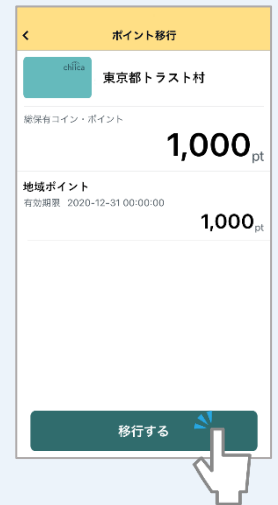 ポイント移行
chiica
東京都トラスト村
総保有コイン・ポイント
1,000pt
地域ポイント
有効期限 2020-12-31 00:00:00
1,000pt
移行する